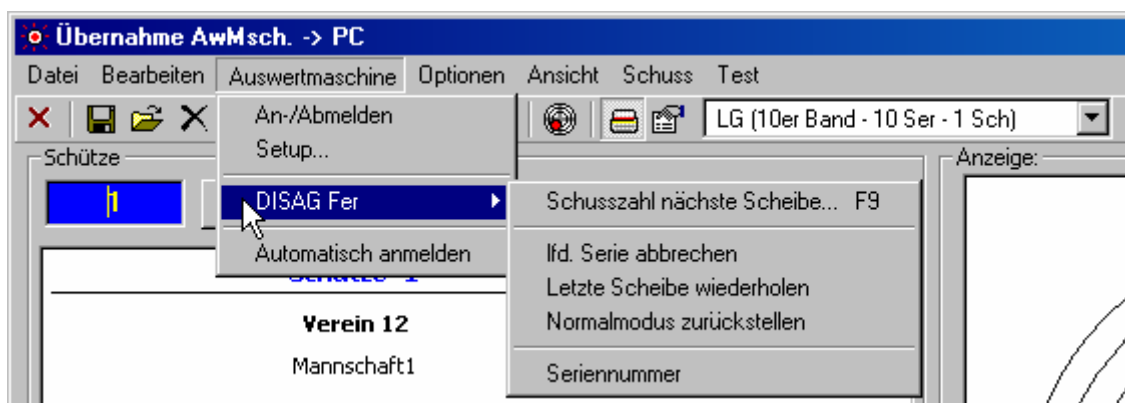 Übernahme AwMsch. -> PC
Datei Bearbeiten Auswertmaschine Optionen Ansicht Schuss Test
LG (10er Band - 10 Ser - 1 Sch)
An-/Abmelden
Setup...
DISAG Fer
Automatisch anmelden
Schusszahl nächste Scheibe... F9
lfd. Serie abbrechen
Letzte Scheibe wiederholen
Normalmodus zurückstellen
Seriennummer
Schütze
1
Verein 12
Mannschaft1
Anzeige: